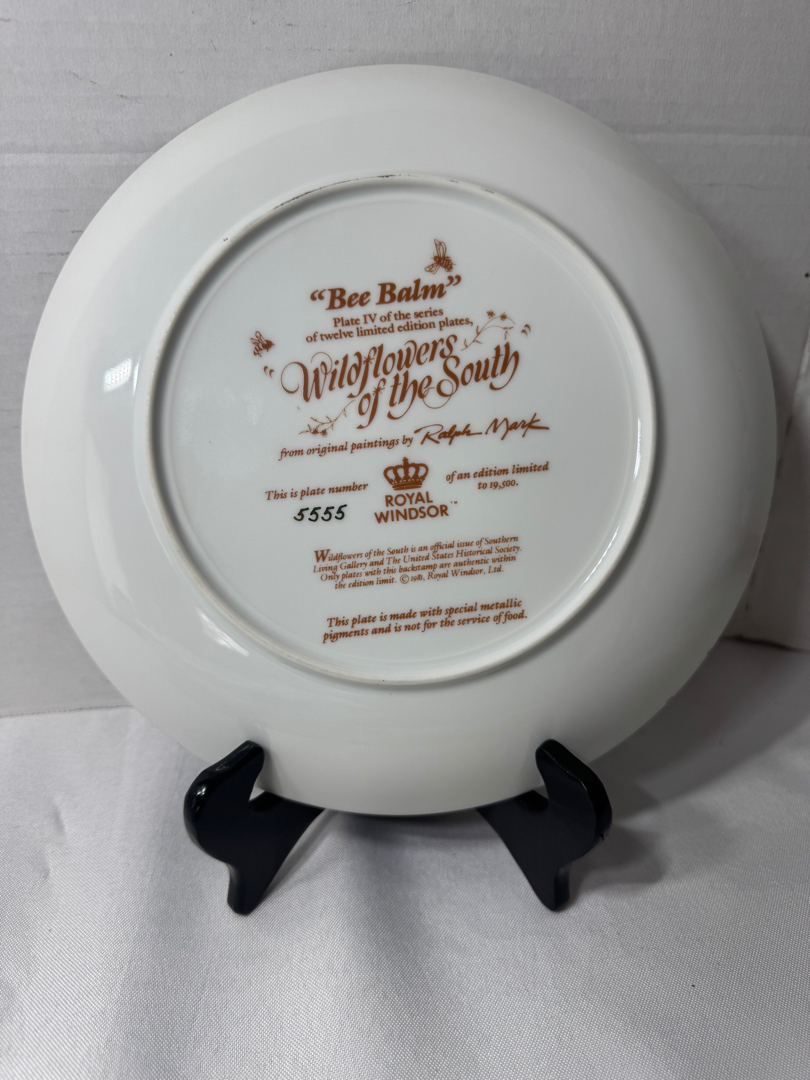 “Bee Balm”
Plate IV of the series
of twelve limited edition plates,
“Wildflowers
of the South”
from original paintings by Ralph Mark
This is plate number
5555
ROYAL
WINDSOR™
of an edition limited
to 19,500.
Wildflowers of the South is an official issue of Southern
Living Gallery and The United States Historical Society.
Only plates with this backstamp are authentic within
the edition limit. ©1981, Royal Windsor, Ltd.
This plate is made with special metallic
pigments and is not for the service of food.